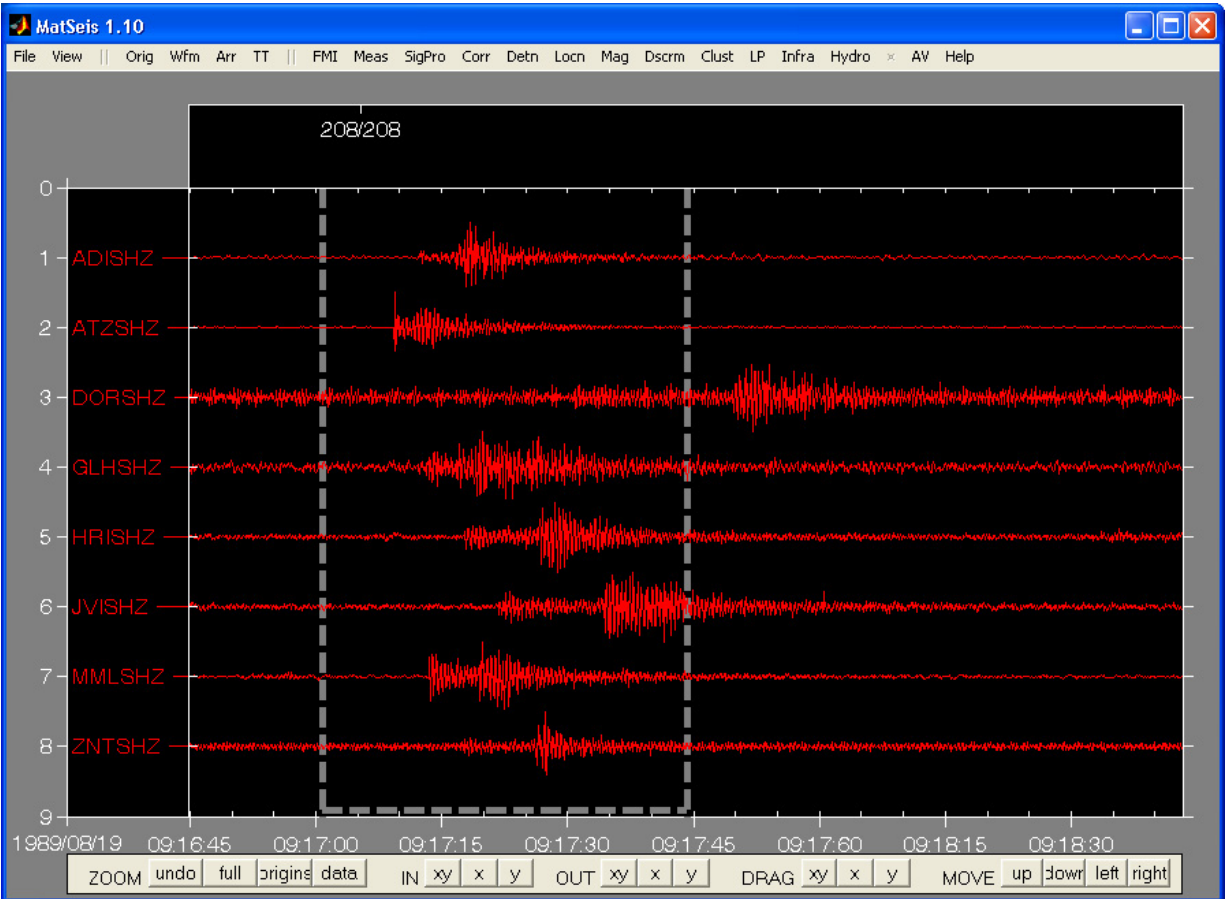 MatSeis 1.10
File View || Orig Wfm Arr TT || FMI Meas SigPro Corr Detn Locn Mag Dscrm Clust LP Infra Hydro × AV Help
208/208
0
1 ADISHZ
2 ATZSHZ
3 DORSHZ
4 GLHSHZ
5 HRISHZ
6 JVISHZ
7 MMLSHZ
8 ZNTSHZ
9
1989/08/19 09:16:45 09:17:00 09:17:15 09:17:30 09:17:45 09:17:60 09:18:15 09:18:30
ZOOM undo full origins data IN xy x y OUT xy x y DRAG xy x y MOVE up down left right